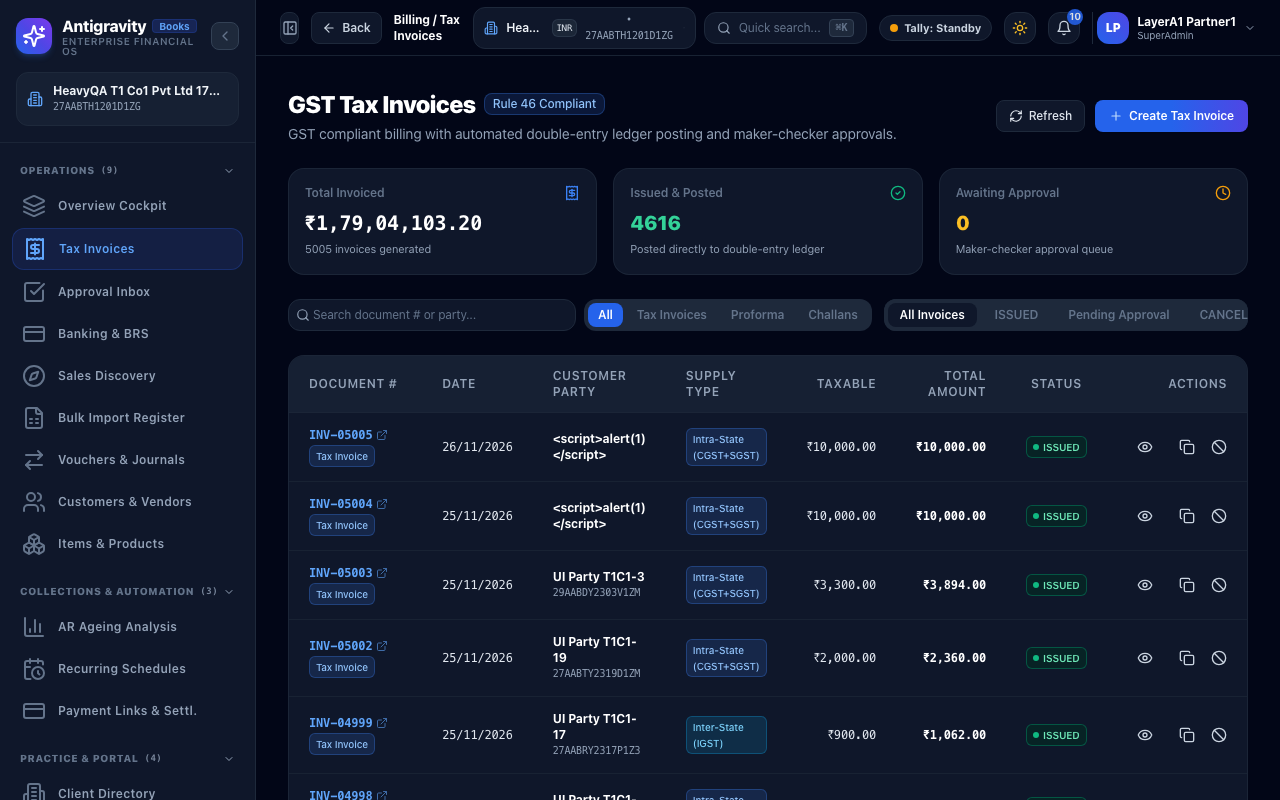 Antigravity Books
ENTERPRISE FINANCIAL OS
HeavyQA T1 Co1 Pvt Ltd 17...
27AABTH1201D1ZG
OPERATIONS (9)
Overview Cockpit
Tax Invoices
Approval Inbox
Banking & BRS
Sales Discovery
Bulk Import Register
Vouchers & Journals
Customers & Vendors
Items & Products
COLLECTIONS & AUTOMATION (3)
AR Ageing Analysis
Recurring Schedules
Payment Links & Settl.
PRACTICE & PORTAL (4)
Client Directory
Back
Billing / Tax Invoices
Hea... INR 27AABTH1201D1ZG
Quick search... ⌘K
Tally: Standby
10
LP
LayerA1 Partner1
SuperAdmin
GST Tax Invoices Rule 46 Compliant
GST compliant billing with automated double-entry ledger posting and maker-checker approvals.
Refresh
Create Tax Invoice
Total Invoiced
₹1,79,04,103.20
5005 invoices generated
Issued & Posted
4616
Posted directly to double-entry ledger
Awaiting Approval
0
Maker-checker approval queue
Search document # or party...
All Tax Invoices Proforma Challans
All Invoices ISSUED Pending Approval CANCEL
DOCUMENT # DATE CUSTOMER PARTY SUPPLY TYPE TAXABLE TOTAL AMOUNT STATUS ACTIONS
INV-05005 Tax Invoice 26/11/2026 <script>alert(1)</script> Intra-State (CGST+SGST) ₹10,000.00 ₹10,000.00 ISSUED
INV-05004 Tax Invoice 25/11/2026 <script>alert(1)</script> Intra-State (CGST+SGST) ₹10,000.00 ₹10,000.00 ISSUED
INV-05003 Tax Invoice 25/11/2026 UI Party T1C1-3 29AABDY2303V1ZM Intra-State (CGST+SGST) ₹3,300.00 ₹3,894.00 ISSUED
INV-05002 Tax Invoice 25/11/2026 UI Party T1C1-19 27AABTY2319D1ZM Intra-State (CGST+SGST) ₹2,000.00 ₹2,360.00 ISSUED
INV-04999 Tax Invoice 25/11/2026 UI Party T1C1-17 27AABRY2317P1Z3 Inter-State (IGST) ₹900.00 ₹1,062.00 ISSUED
INV-04998 UI Party T1C1- Intra-State